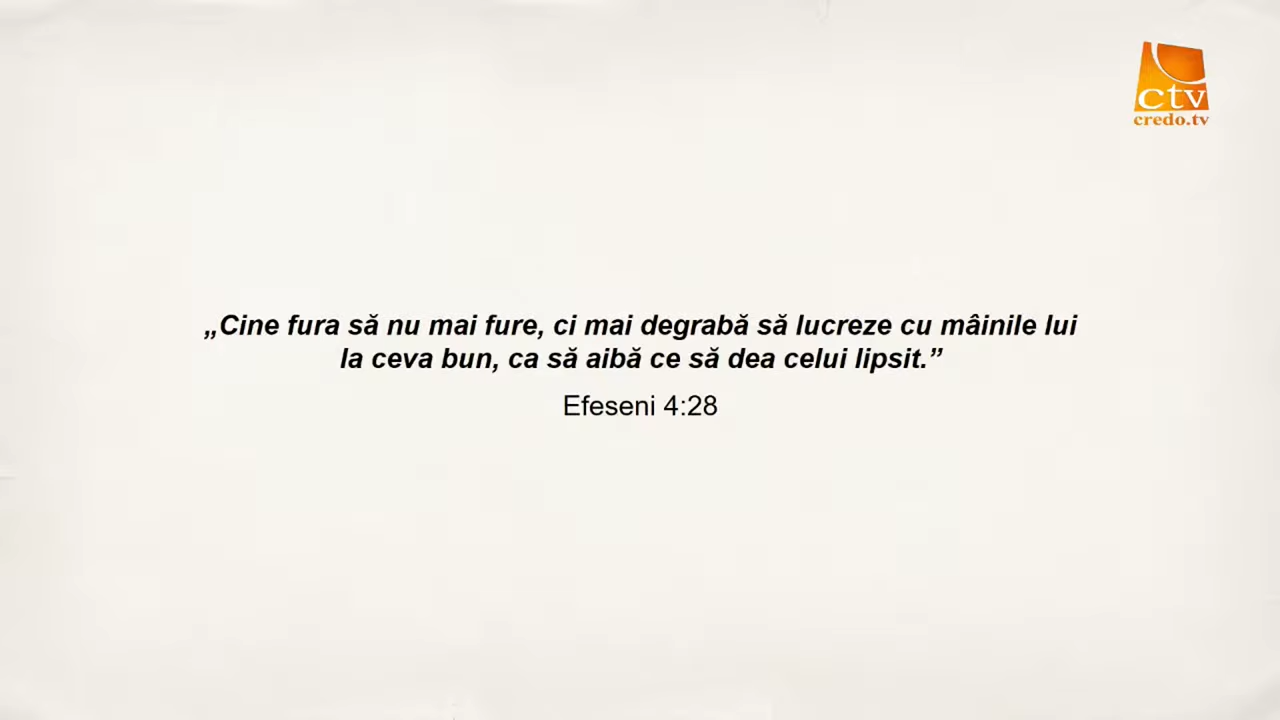 ctv
credo.tv
„Cine fura să nu mai fure, ci mai degrabă să lucreze cu mâinile lui
la ceva bun, ca să aibă ce să dea celui lipsit.”
Efeseni 4:28